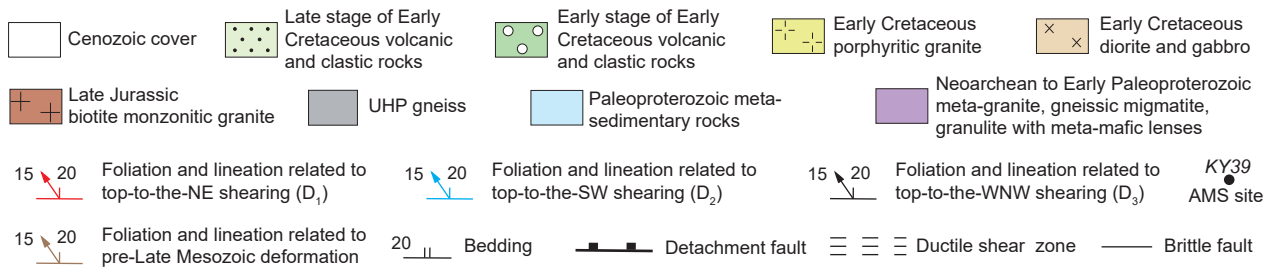 Cenozoic cover
Late stage of Early
Cretaceous volcanic
and clastic rocks
Early stage of Early
Cretaceous volcanic
and clastic rocks
Early Cretaceous
porphyritic granite
Early Cretaceous
diorite and gabbro
Late Jurassic
biotite monzonitic granite
UHP gneiss
Paleoproterozoic meta-
sedimentary rocks
Neoarchean to Early Paleoproterozoic
meta-granite, gneissic migmatite,
granulite with meta-mafic lenses
15 20
Foliation and lineation related to
top-to-the-NE shearing (D₁)
15 20
Foliation and lineation related to
top-to-the-SW shearing (D₂)
15 20
Foliation and lineation related to
top-to-the-WNW shearing (D₃)
KY39
AMS site
15 20
Foliation and lineation related to
pre-Late Mesozoic deformation
20
Bedding
Detachment fault
Ductile shear zone
Brittle fault